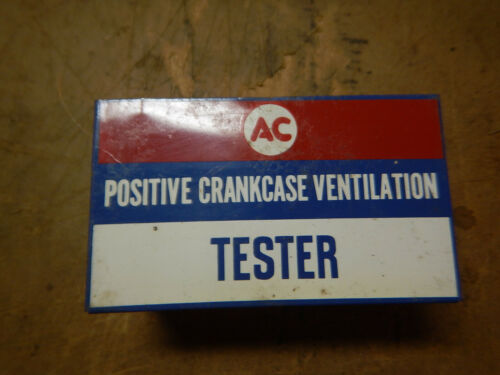 AC
POSITIVE CRANKCASE VENTILATION
TESTER